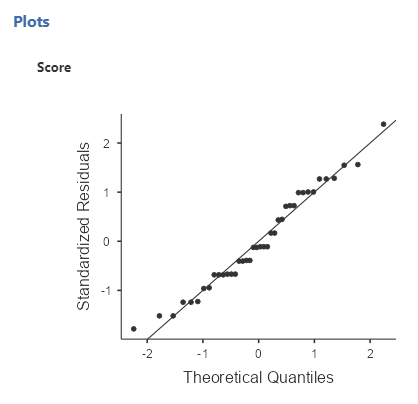 Plots
Score
Standardized Residuals
2
1
0
-1
-2
-1
0
1
2
Theoretical Quantiles